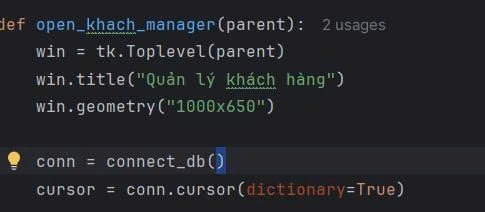 def open_khach_manager(parent): 2 usages
win = tk.Toplevel(parent)
win.title("Quản lý khách hàng")
win.geometry("1000x650")
conn = connect_db()
cursor = conn.cursor(dictionary=True)